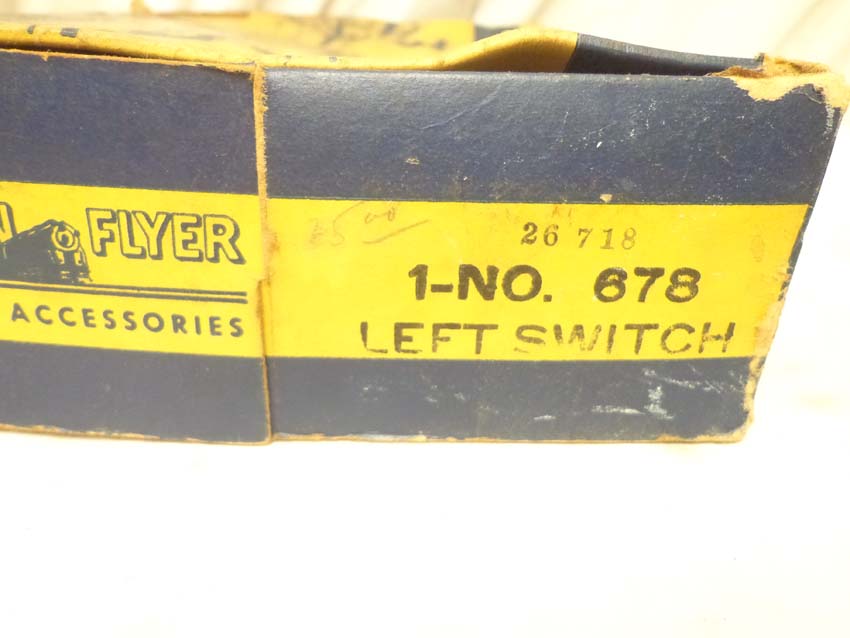 FLYER
ACCESSORIES
26 718
1-NO. 678
LEFT SWITCH